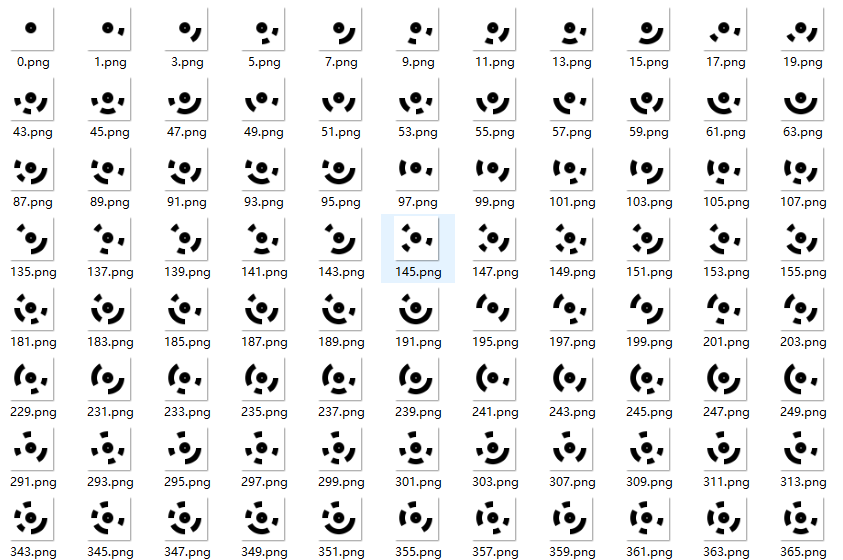 0.png 1.png 3.png 5.png 7.png 9.png 11.png 13.png 15.png 17.png 19.png
43.png 45.png 47.png 49.png 51.png 53.png 55.png 57.png 59.png 61.png 63.png
87.png 89.png 91.png 93.png 95.png 97.png 99.png 101.png 103.png 105.png 107.png
135.png 137.png 139.png 141.png 143.png 145.png 147.png 149.png 151.png 153.png 155.png
181.png 183.png 185.png 187.png 189.png 191.png 195.png 197.png 199.png 201.png 203.png
229.png 231.png 233.png 235.png 237.png 239.png 241.png 243.png 245.png 247.png 249.png
291.png 293.png 295.png 297.png 299.png 301.png 303.png 307.png 309.png 311.png 313.png
343.png 345.png 347.png 349.png 351.png 355.png 357.png 359.png 361.png 363.png 365.png